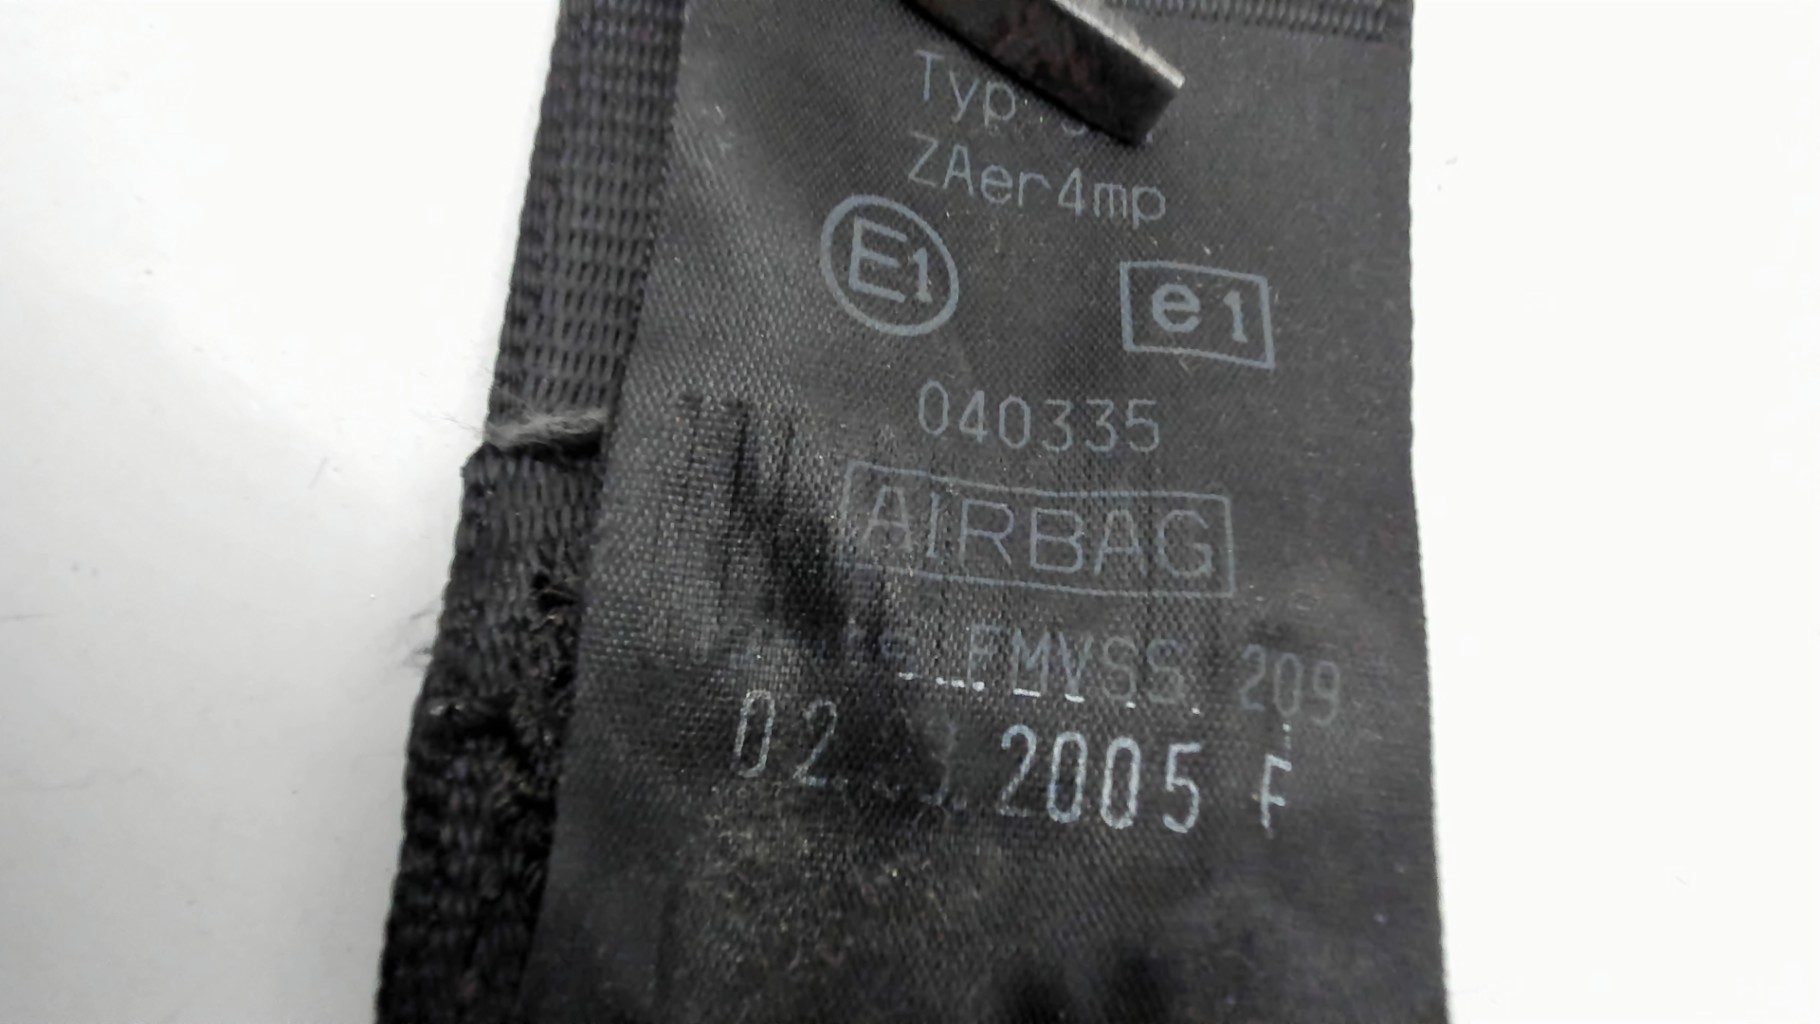 Typ
ZAer4mp
E1 e1
040335
AIRBAG
FMVSS 209
2005 F